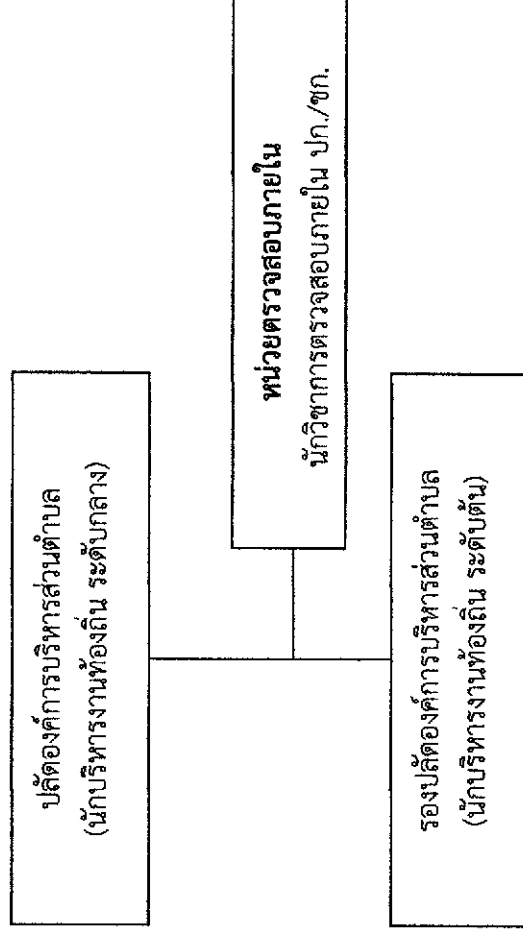 ปลัดองค์การบริหารส่วนตำบล
(นักบริหารงานท้องถิ่น ระดับกลาง)
หน่วยตรวจสอบภายใน
นักวิชาการตรวจสอบภายใน ปก./ชก.
รองปลัดองค์การบริหารส่วนตำบล
(นักบริหารงานท้องถิ่น ระดับต้น)